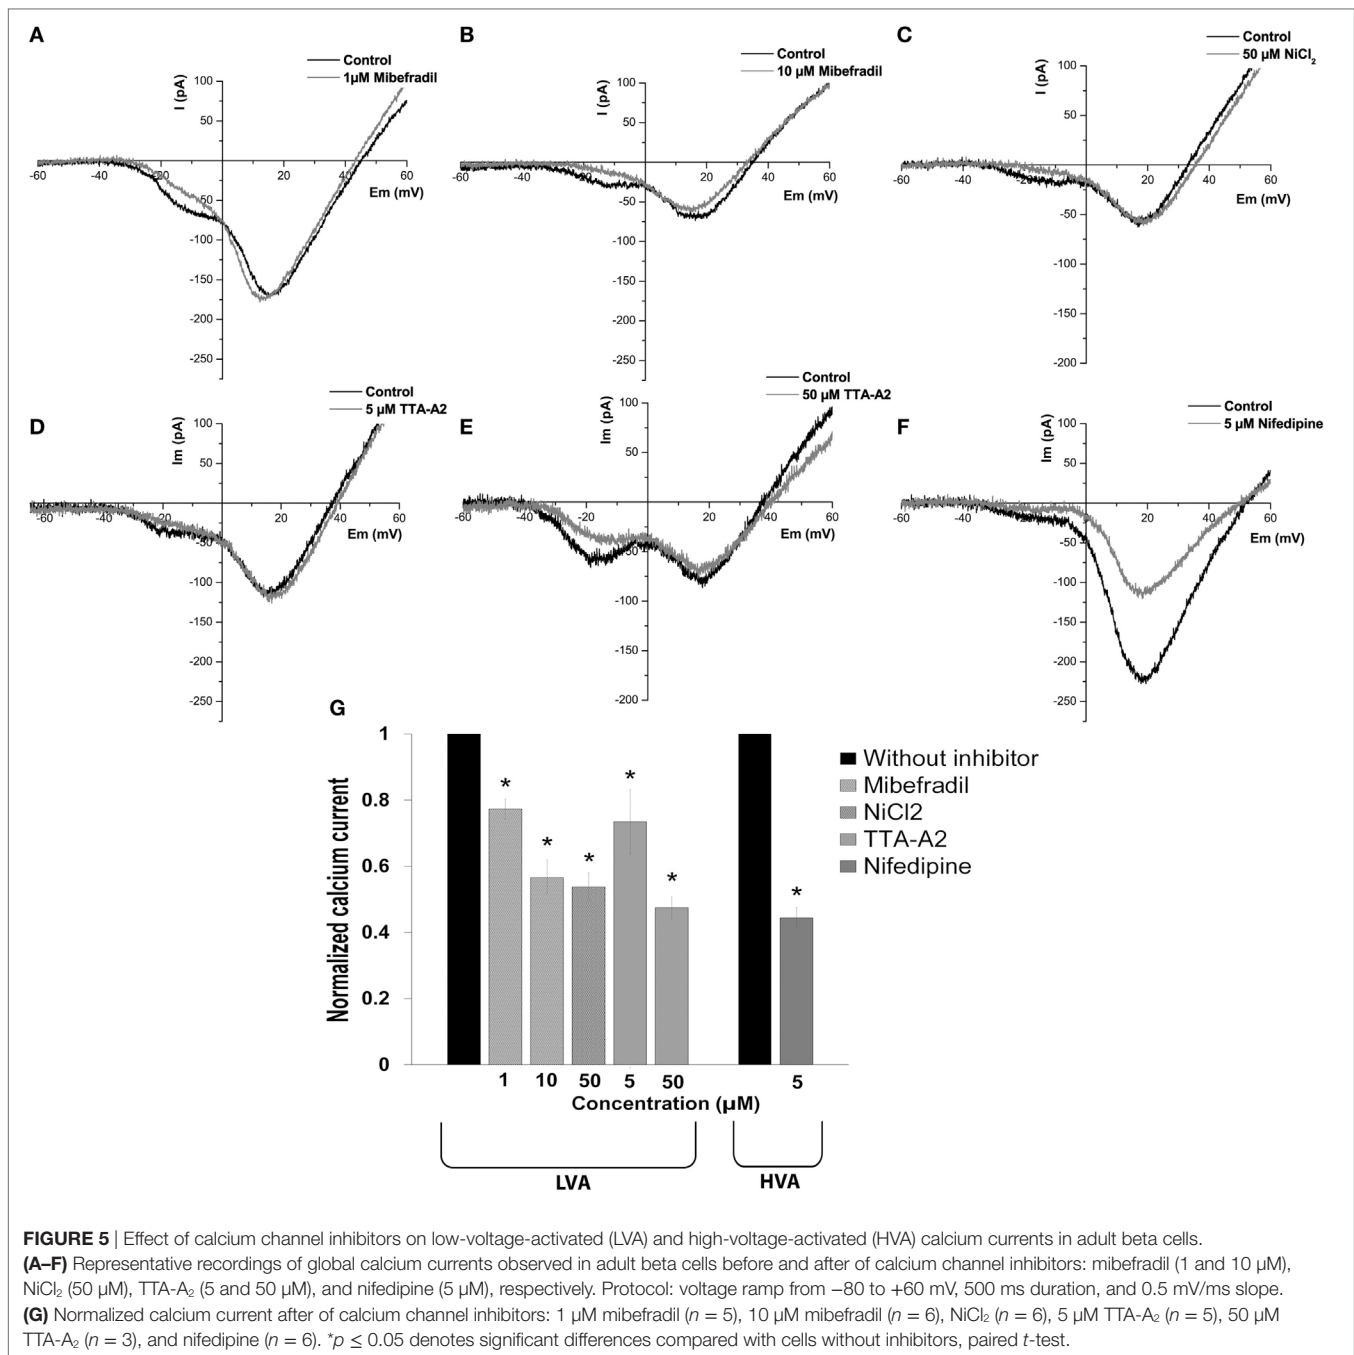 A
Control
1µM Mibefradil
I (pA)
100
50
-60
-40
20
40
60
Em (mV)
-50
-100
-150
-200
-250
B
Control
10 µM Mibefradil
I (pA)
100
50
-60
-40
-20
0
20
40
60
Em (mV)
-50
-100
-150
-200
-250
C
Control
50 µM NiCl₂
I (pA)
100
50
-60
-40
-20
0
20
40
60
Em (mV)
-50
-100
-150
-200
D
Control
5 µM TTA-A2
Im (pA)
100
50
-60
-40
-20
20
40
60
Em (mV)
-50
-100
-150
-200
-250
E
Control
50 µM TTA-A2
Im (pA)
100
50
-60
-40
-20
20
40
60
Em (mV)
-50
-100
-150
-200
F
Control
5 µM Nifedipine
Im (pA)
100
50
-60
-40
-20
0
20
40
60
Em (mV)
-50
-100
-150
-200
-250
G
Normalized calcium current
1
0.8
0.6
0.4
0.2
0
* * * * * *
Without inhibitor
Mibefradil
NiCl2
TTA-A2
Nifedipine
1 10 50 5 50 5
Concentration (µM)
LVA HVA
FIGURE 5 | Effect of calcium channel inhibitors on low-voltage-activated (LVA) and high-voltage-activated (HVA) calcium currents in adult beta cells.
(A–F) Representative recordings of global calcium currents observed in adult beta cells before and after of calcium channel inhibitors: mibefradil (1 and 10 µM),
NiCl₂ (50 µM), TTA-A₂ (5 and 50 µM), and nifedipine (5 µM), respectively. Protocol: voltage ramp from −80 to +60 mV, 500 ms duration, and 0.5 mV/ms slope.
(G) Normalized calcium current after of calcium channel inhibitors: 1 µM mibefradil (n = 5), 10 µM mibefradil (n = 6), NiCl₂ (n = 6), 5 µM TTA-A₂ (n = 5), 50 µM
TTA-A₂ (n = 3), and nifedipine (n = 6). *p ≤ 0.05 denotes significant differences compared with cells without inhibitors, paired t-test.